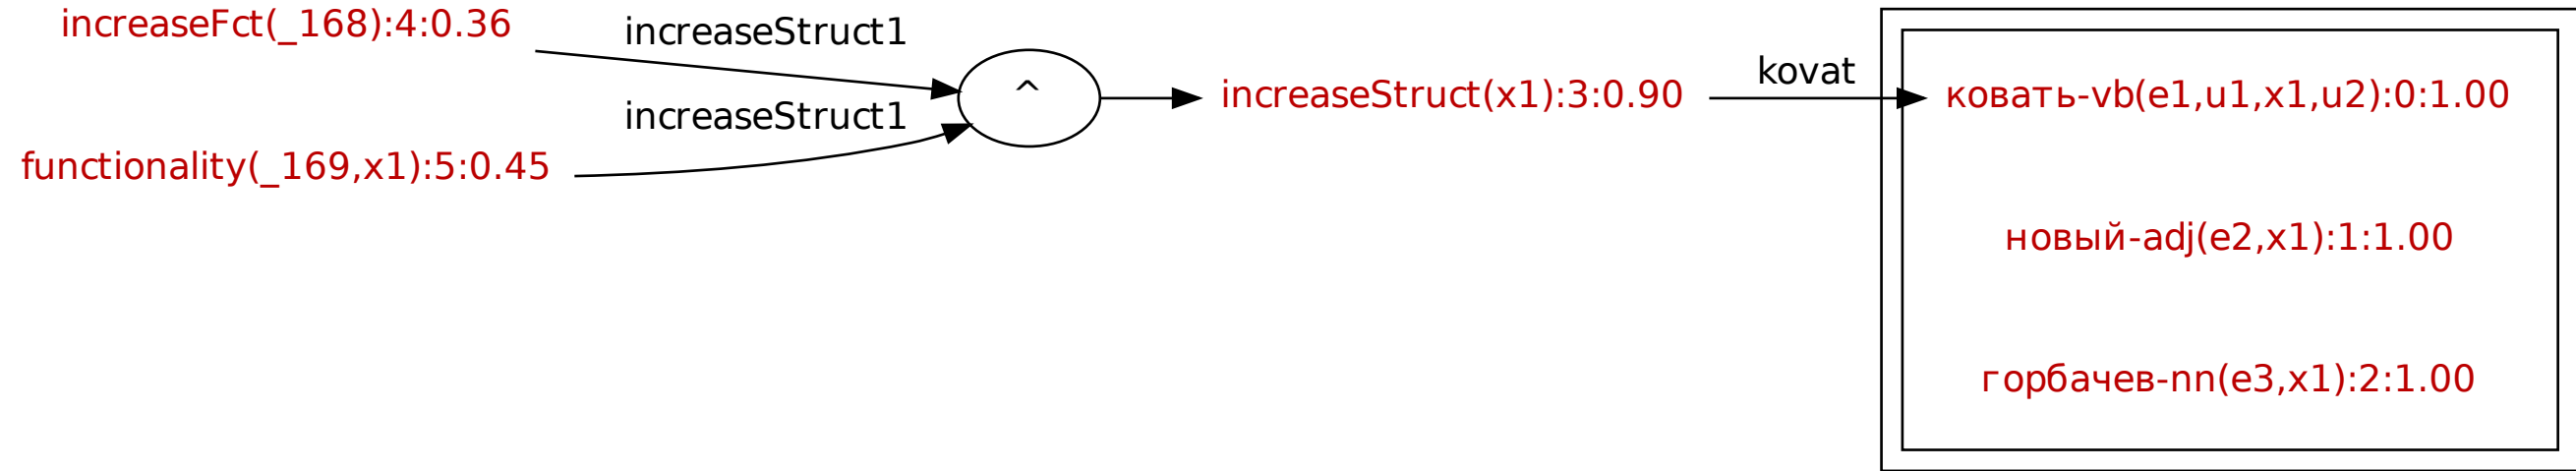 increaseFct(_168):4:0.36
increaseStruct1
functionality(_169,x1):5:0.45
increaseStruct1
^
increaseStruct(x1):3:0.90
kovat
ковать-vb(e1,u1,x1,u2):0:1.00
новый-adj(e2,x1):1:1.00
горбачев-nn(e3,x1):2:1.00